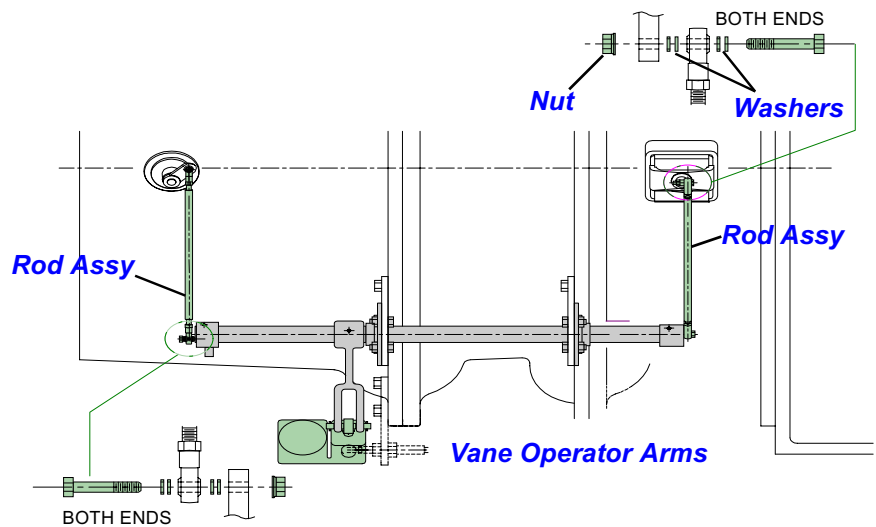 BOTH ENDS
Nut
Washers
Rod Assy
Rod Assy
Vane Operator Arms
BOTH ENDS